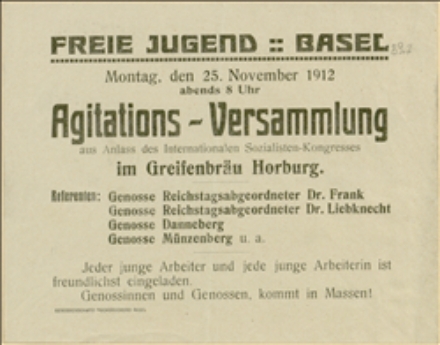 FREIE JUGEND :: BASEL
Montag, den 25. November 1912
abends 8 Uhr
Agitations - Versammlung
aus Anlass des Internationalen Sozialisten-Kongresses
im Greifenbräu Horburg.
Referenten: Genosse Reichstagsabgeordneter Dr. Frank
Genosse Reichstagsabgeordneter Dr. Liebknecht
Genosse Danneberg
Genosse Münzenberg u. a.
Jeder junge Arbeiter und jede junge Arbeiterin ist
freundlichst eingeladen.
Genossinnen und Genossen, kommt in Massen!